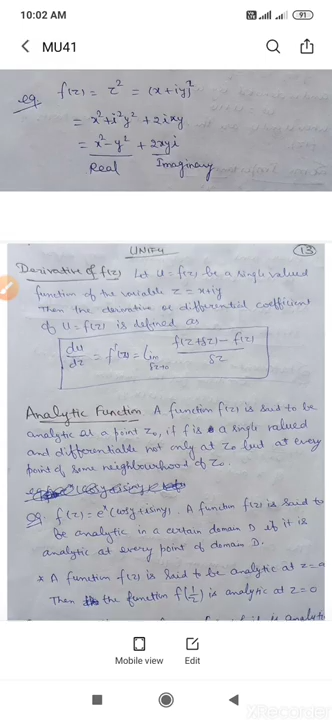 10:02 AM
91
MU41
eg f(z) = z² = (x+iy)²
= x²+i²y²+2ixy
= x²-y² + 2xyi
Real Imaginary
UNIFY
13
Derivative of f(z) Let u = f(z) be a single valued
function of the variable z = x+iy
Then the derivative or differential coefficient
of u = f(z) is defined as
du/dz = f'(x) = Lim δz→0 f(z+δz) - f(z) / δz
Analytic Function A function f(z) is said to be
analytic at a point z₀, if f is a single valued
and differentiable not only at z₀ but at every
point of some neighbourhood of z₀.
eg. f(z) = eˣ(cosy+isiny). A function f(z) is said to
be analytic in a certain domain D if it is
analytic at every point of domain D.
* A function f(z) is said to be analytic at z=
Then the function f(1/z) is analytic at z=0
Mobile view
Edit
KRecorder